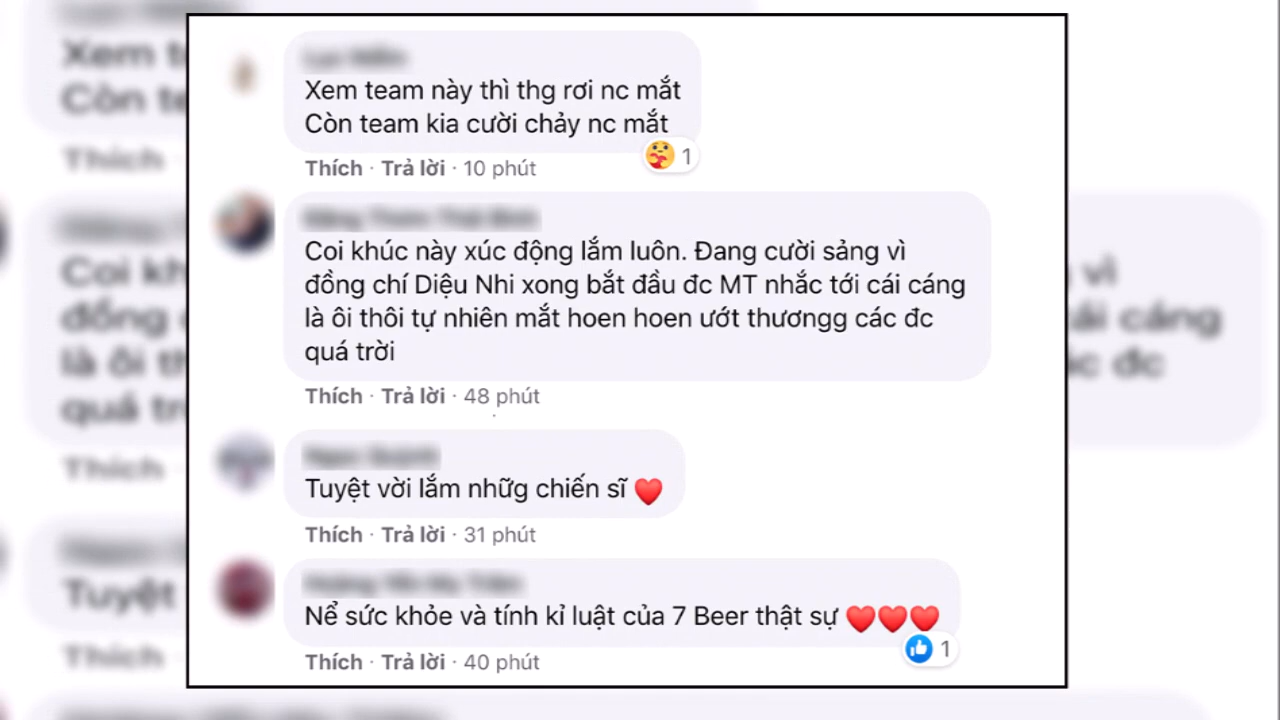 Xem team này thì thg rơi nc mắt
Còn team kia cười chảy nc mắt
1
Thích · Trả lời · 10 phút
Coi khúc này xúc động lắm luôn. Đang cười sảng vì
đồng chí Diệu Nhi xong bắt đầu đc MT nhắc tới cái cáng
là ôi thôi tự nhiên mắt hoen hoen ướt thươngg các đc
quá trời
Thích · Trả lời · 48 phút
Tuyệt vời lắm nhữg chiến sĩ ❤️
Thích · Trả lời · 31 phút
Nể sức khỏe và tính kỉ luật của 7 Beer thật sự ❤️❤️❤️
1
Thích · Trả lời · 40 phút